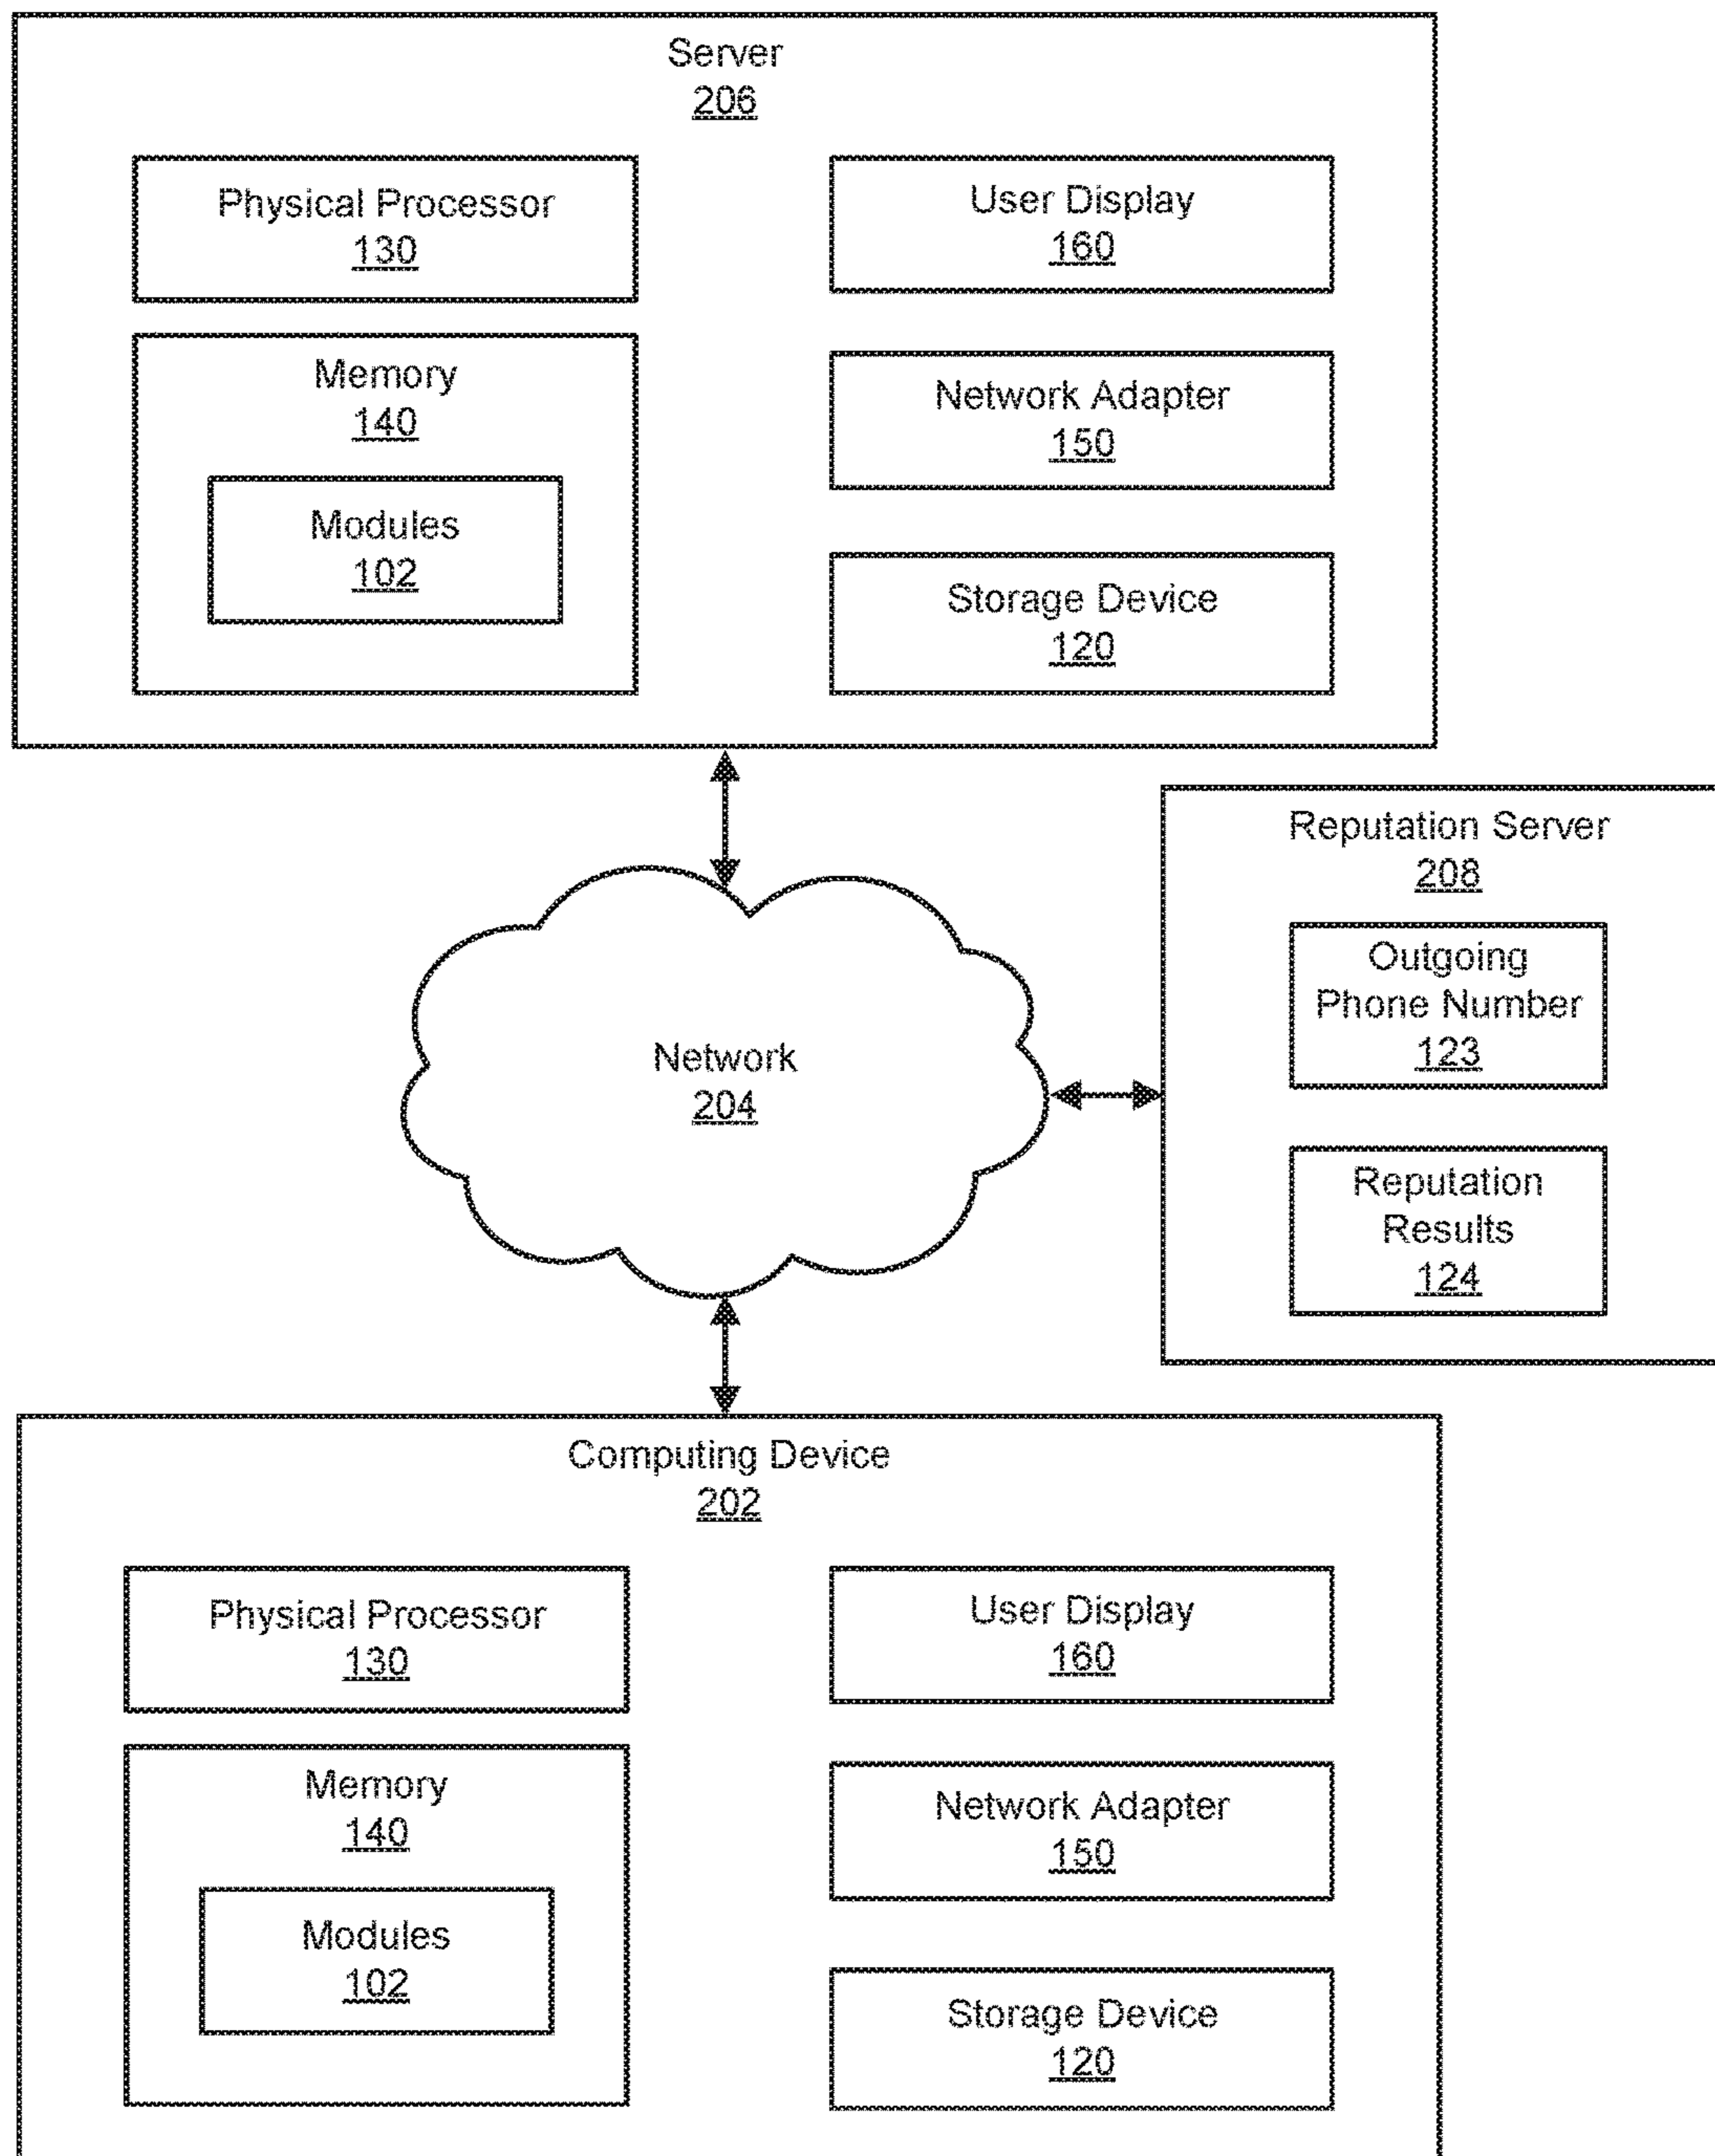 Server
206
Physical Processor
130
User Display
160
Memory
140
Network Adapter
150
Modules
102
Storage Device
120
Reputation Server
208
Outgoing
Phone Number
123
Network
204
Reputation
Results
124
Computing Device
202
Physical Processor
130
User Display
160
Memory
140
Network Adapter
150
Modules
102
Storage Device
120